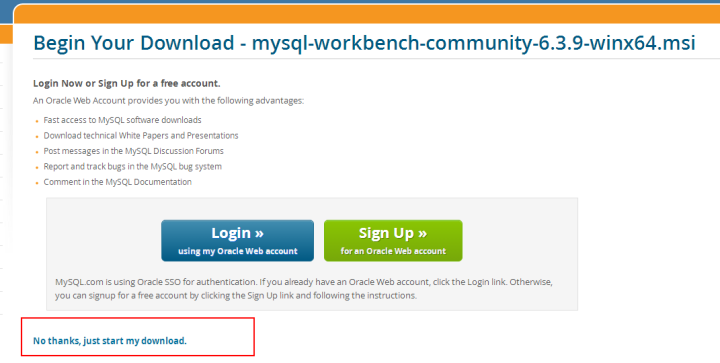 Begin Your Download - mysql-workbench-community-6.3.9-winx64.msi
Login Now or Sign Up for a free account.
An Oracle Web Account provides you with the following advantages:
Fast access to MySQL software downloads
Download technical White Papers and Presentations
Post messages in the MySQL Discussion Forums
Report and track bugs in the MySQL bug system
Comment in the MySQL Documentation
Login »
using my Oracle Web account
Sign Up »
for an Oracle Web account
MySQL.com is using Oracle SSO for authentication. If you already have an Oracle Web account, click the Login link. Otherwise,
you can signup for a free account by clicking the Sign Up link and following the instructions.
No thanks, just start my download.